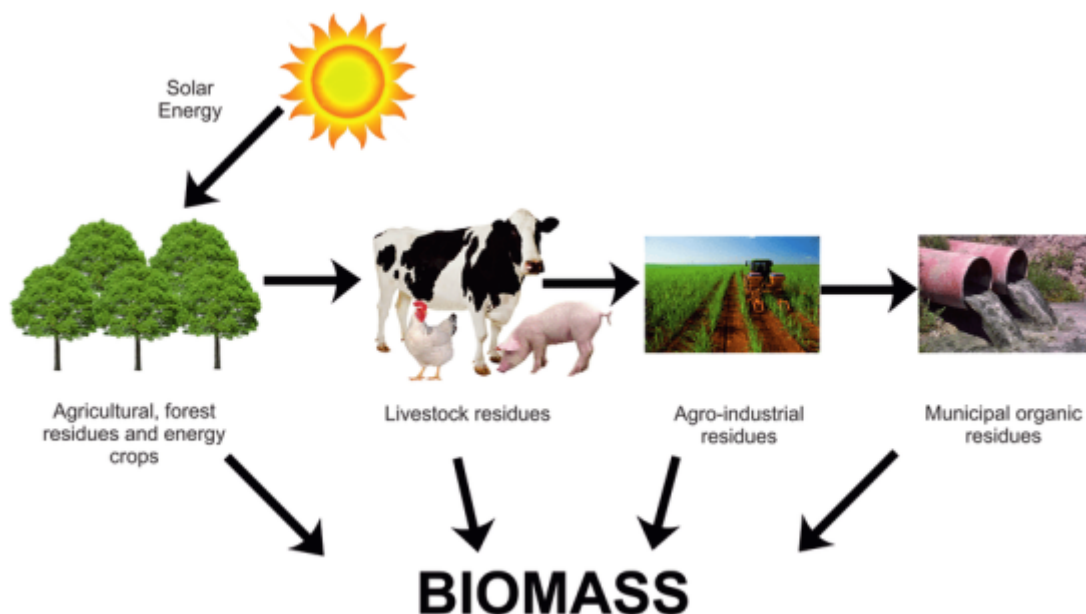 Solar
Energy
Agricultural, forest
residues and energy
crops
Livestock residues
Agro-industrial
residues
Municipal organic
residues
BIOMASS